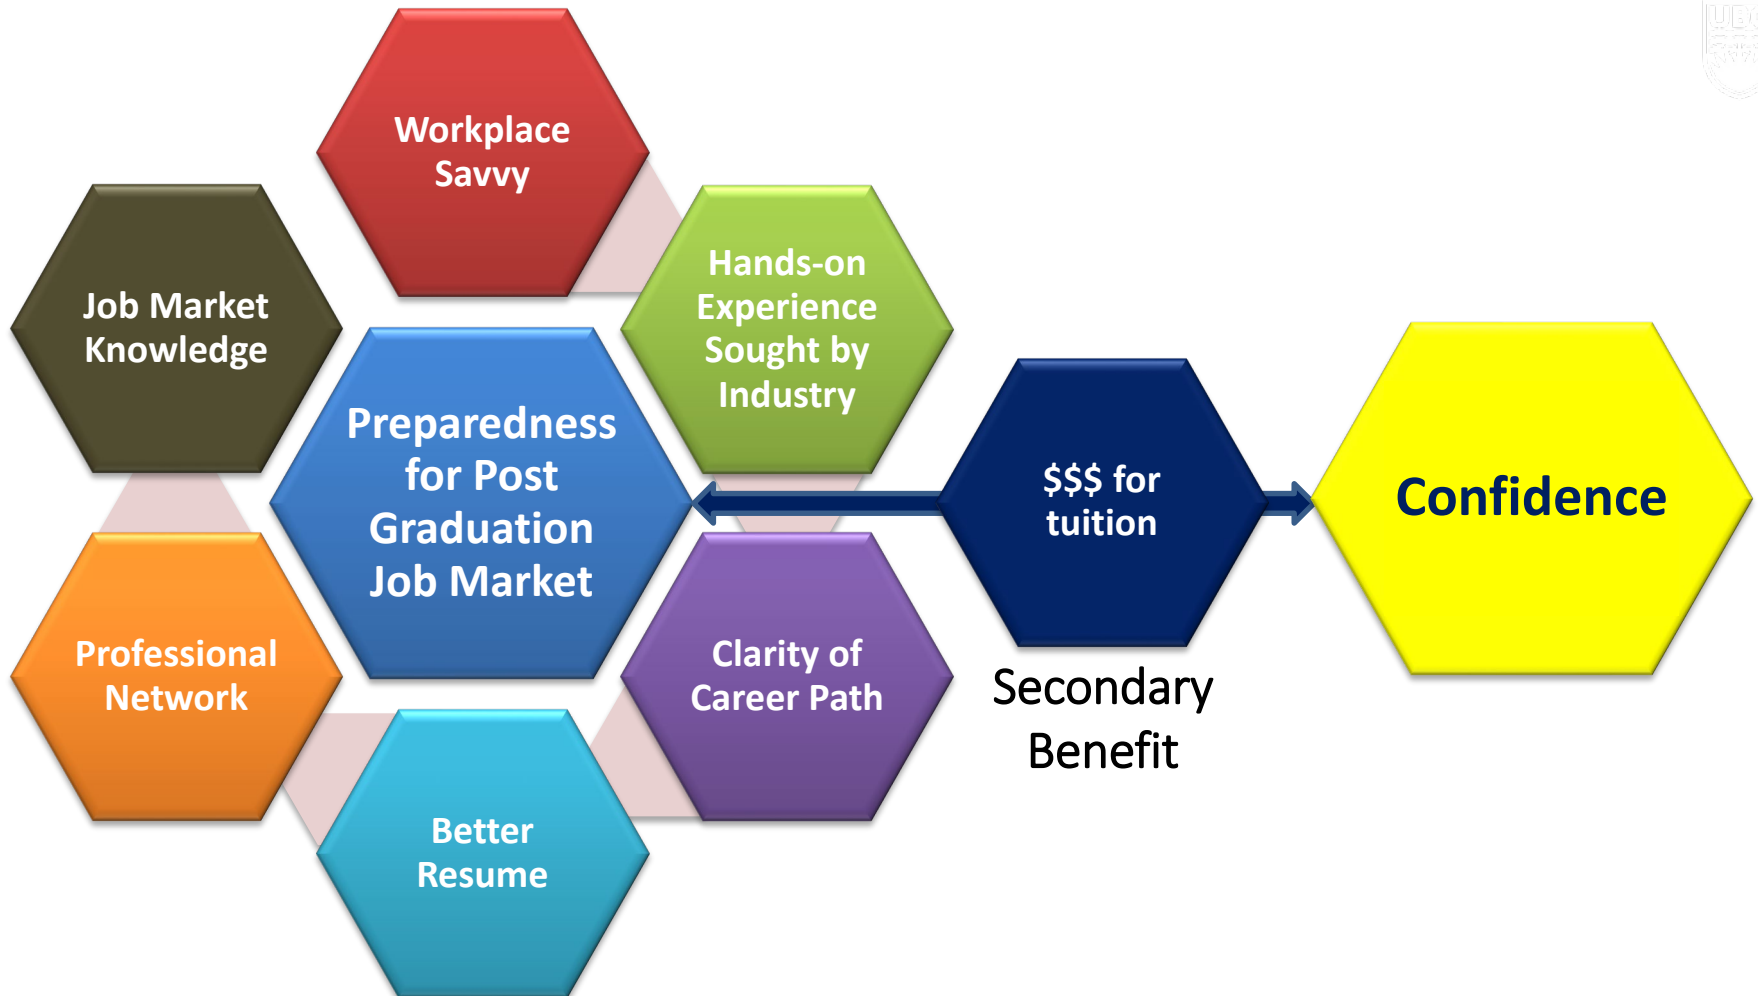 Workplace
Savvy
Job Market
Knowledge
Hands-on
Experience
Sought by
Industry
Preparedness
for Post
Graduation
Job Market
$$$ for
tuition
Confidence
Professional
Network
Clarity of
Career Path
Secondary
Benefit
Better
Resume